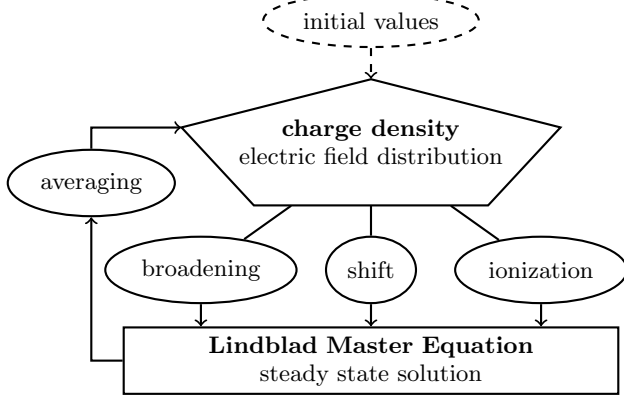 initial values
charge density
electric field distribution
averaging
broadening
shift
ionization
Lindblad Master Equation
steady state solution